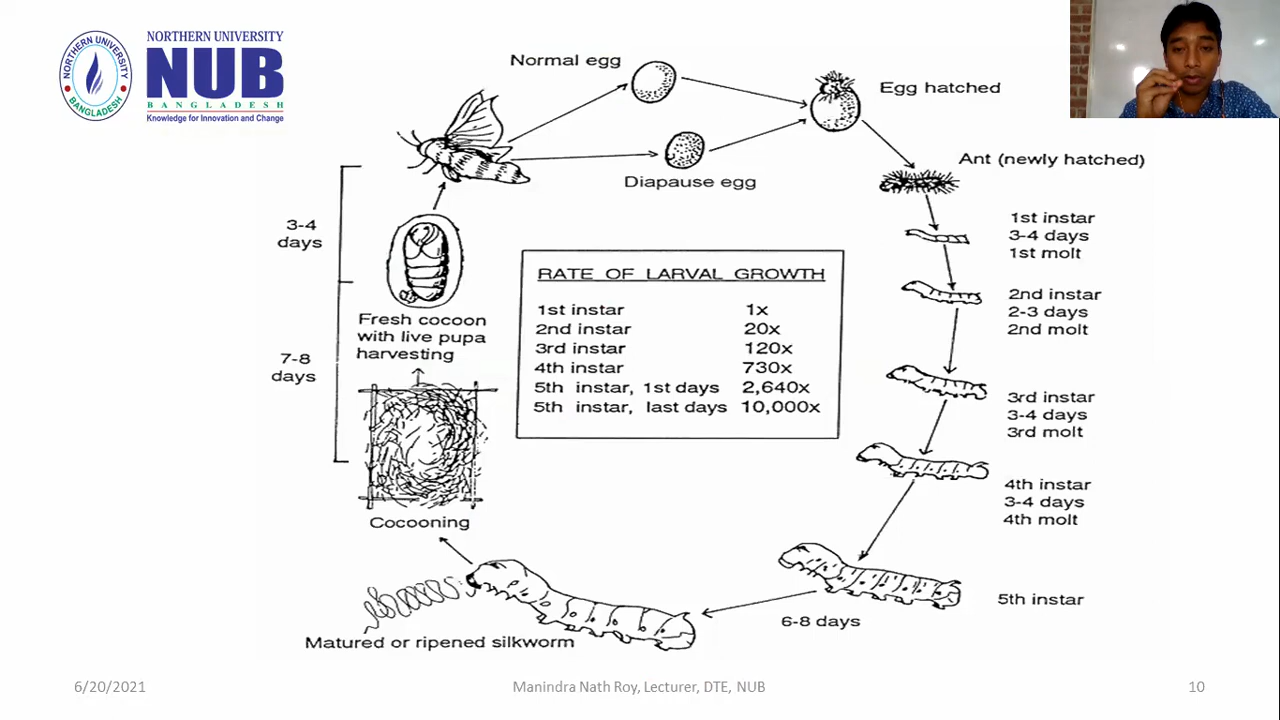 NORTHERN UNIVERSITY
NUB
BANGLADESH
Knowledge for Innovation and Change
NORTHERN UNIVERSITY
BANGLADESH
Normal egg
Diapause egg
Egg hatched
Ant (newly hatched)
1st instar
3-4 days
1st molt
2nd instar
2-3 days
2nd molt
3rd instar
3-4 days
3rd molt
4th instar
3-4 days
4th molt
5th instar
6-8 days
Matured or ripened silkworm
Cocooning
7-8
days
Fresh cocoon
with live pupa
harvesting
3-4
days
RATE OF LARVAL GROWTH
1st instar 1x
2nd instar 20x
3rd instar 120x
4th instar 730x
5th instar, 1st days 2,640x
5th instar, last days 10,000x
6/20/2021
Manindra Nath Roy, Lecturer, DTE, NUB
10